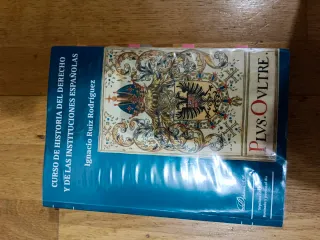 CURSO DE HISTORIA DEL DERECHO
Y DE LAS INSTITUCIONES ESPAÑOLAS
Ignacio Ruiz Rodríguez
PLVS, OVLTRE.